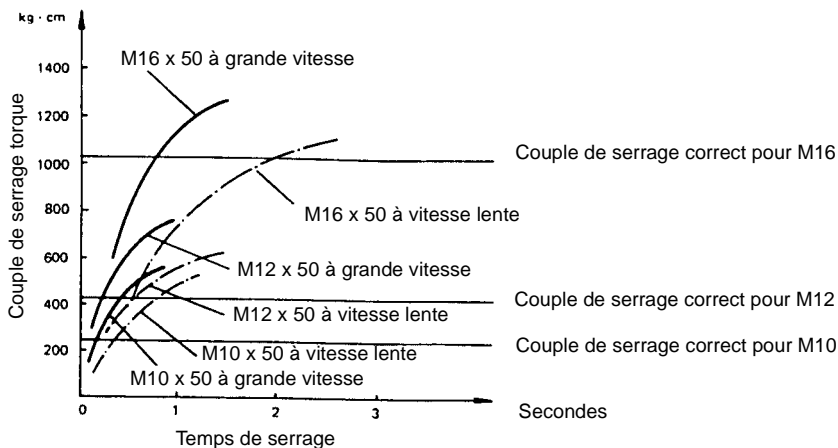 kg · cm
1400
1200
1000
800
600
400
200
0
1
2
3
Couple de serrage torque
Temps de serrage
Secondes
M16 x 50 à grande vitesse
Couple de serrage correct pour M16
M16 x 50 à vitesse lente
M12 x 50 à grande vitesse
Couple de serrage correct pour M12
M12 x 50 à vitesse lente
Couple de serrage correct pour M10
M10 x 50 à vitesse lente
M10 x 50 à grande vitesse